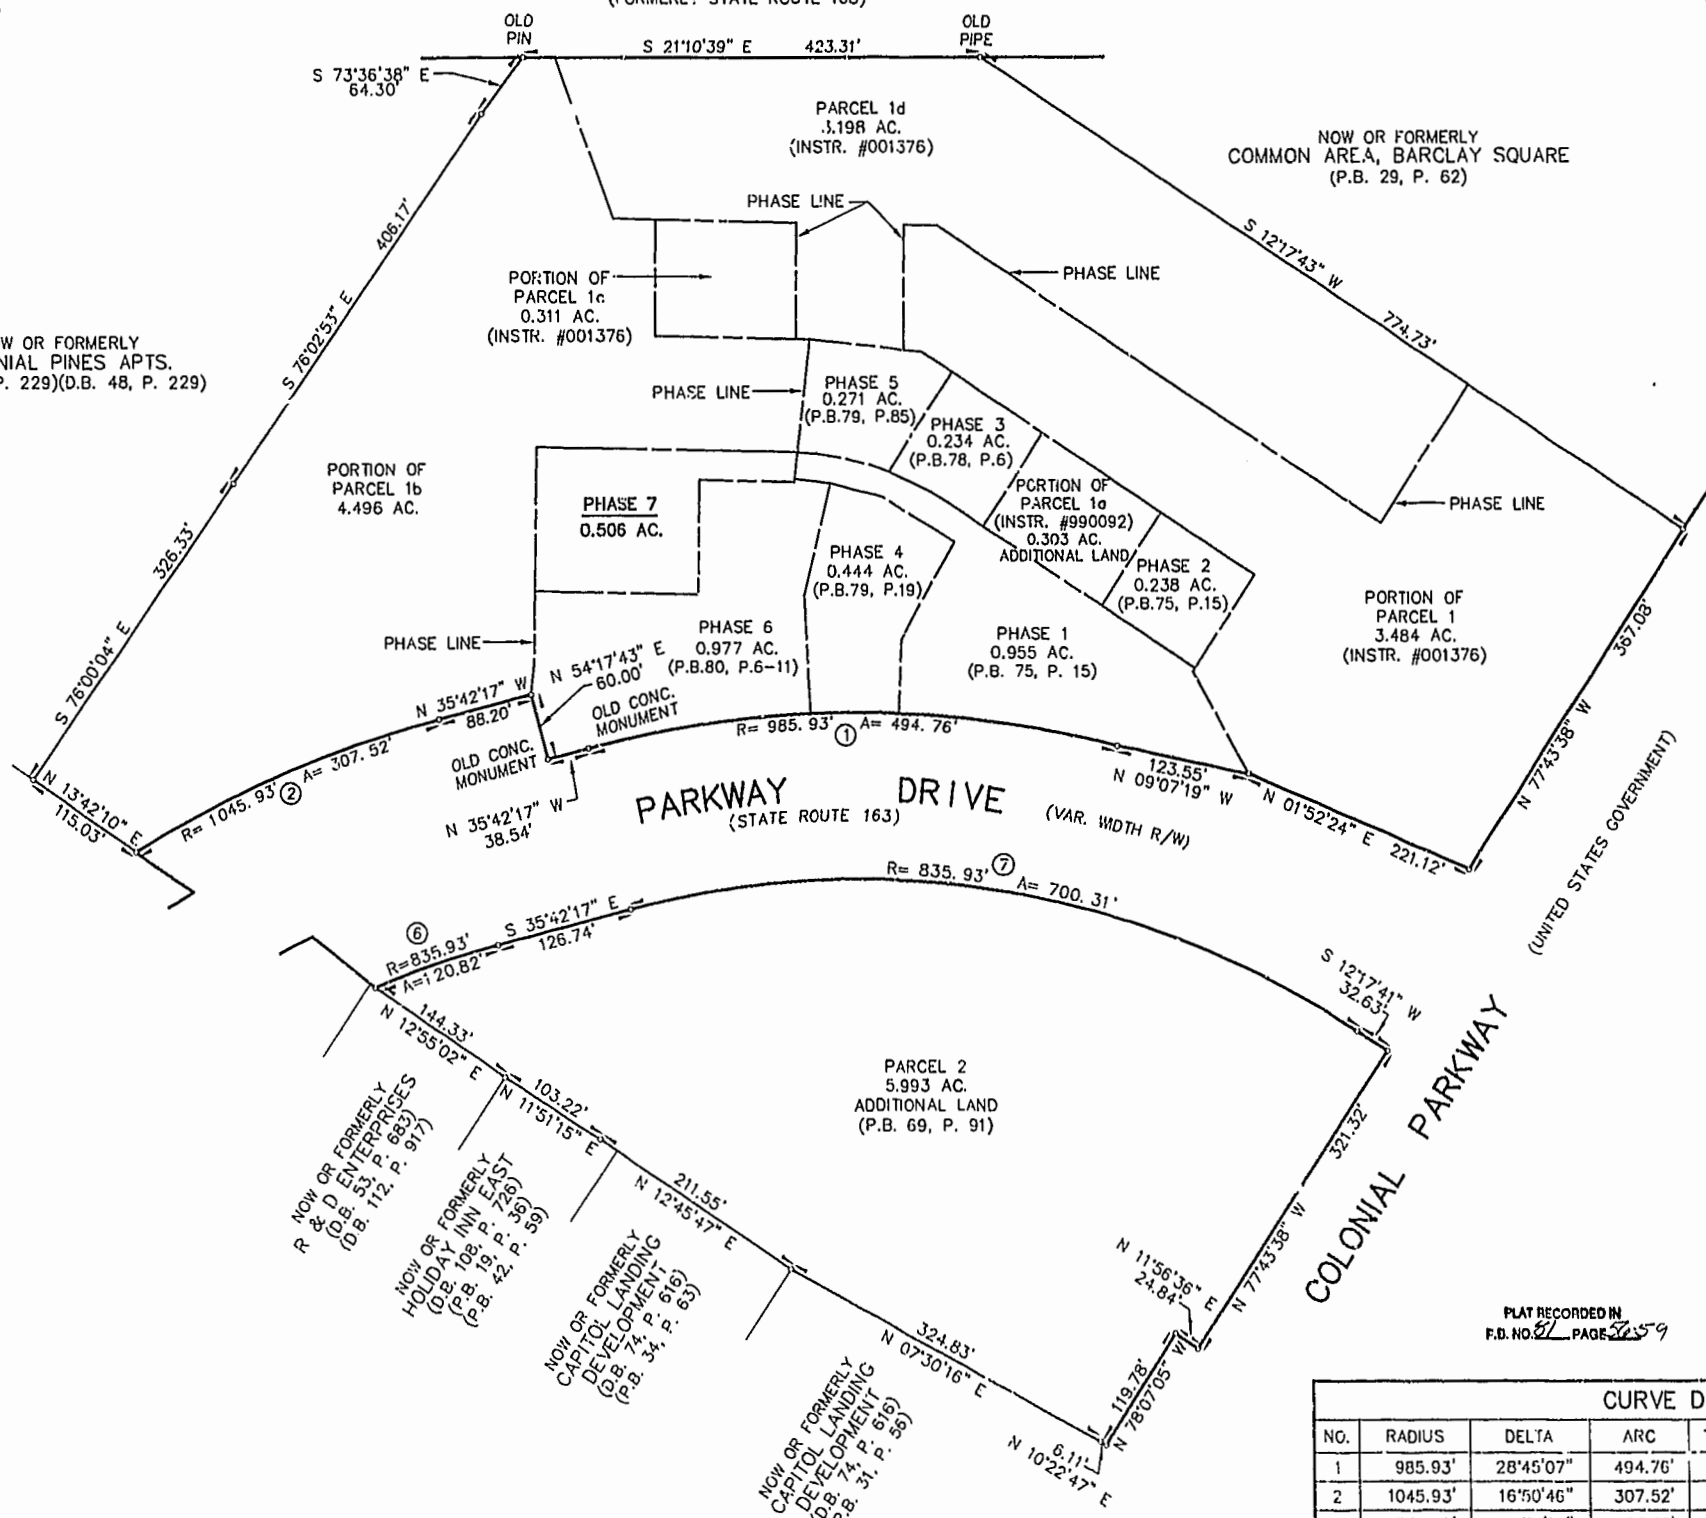 OLD
PIN
S 21°10'39" E 423.31'
OLD
PIPE
S 73°36'38" E
64.30'
PARCEL 1d
3.198 AC.
(INSTR. #001376)
NOW OR FORMERLY
COMMON AREA, BARCLAY SQUARE
(P.B. 29, P. 62)
PHASE LINE
406.17'
S 76°02'53" E
S 12°17'43" W
774.73'
PORTION OF
PARCEL 1c
0.311 AC.
(INSTR. #001376)
PHASE LINE
OR FORMERLY
PINES APTS.
P. 229)(D.B. 48, P. 229)
PHASE LINE
PHASE 5
0.271 AC.
(P.B.79, P.85)
PHASE 3
0.234 AC.
(P.B.78, P.6)
PORTION OF
PARCEL 1b
4.496 AC.
PHASE 7
0.506 AC.
PORTION OF
PARCEL 1a
(INSTR. #990092)
0.303 AC.
ADDITIONAL LAND
PHASE LINE
326.33'
S 76°00'04" E
PHASE 4
0.444 AC.
(P.B.79, P.19)
PHASE 2
0.238 AC.
(P.B.75, P.15)
PORTION OF
PARCEL 1
3.484 AC.
(INSTR. #001376)
367.08'
N 77°43'38" W
PHASE LINE
PHASE 6
0.977 AC.
(P.B.80, P.6-11)
PHASE 1
0.955 AC.
(P.B. 75, P. 15)
N 54°17'43" E
60.00'
N 35°42'17" W
88.20'
OLD CONC.
MONUMENT
OLD CONC.
MONUMENT
R= 985.93' 1 A= 494.76'
R= 1045.93' 2 A= 307.52'
N 13°42'10" E
115.03'
N 35°42'17" W
38.54'
123.55'
N 09°07'19" W
N 01°52'24" E 221.12'
PARKWAY DRIVE
(STATE ROUTE 163) (VAR. WIDTH R/W)
(UNITED STATES GOVERNMENT)
R= 835.93' 7 A= 700.31'
6
R=835.93'
A=120.82'
S 35°42'17" E
126.74'
S 12°17'41" W
32.63'
144.33'
N 12°55'02" E
103.22'
N 11°51'15" E
211.55'
N 12°45'47" E
324.83'
N 07°30'16" E
PARCEL 2
5.993 AC.
ADDITIONAL LAND
(P.B. 69, P. 91)
321.32'
N 77°43'38" W
COLONIAL PARKWAY
N 11°56'36" E
24.84'
119.78'
N 78°07'05" W
6.11'
N 10°22'47" E
NOW OR FORMERLY
R & D ENTERPRISES
(D.B. 53, P. 683)
(D.B. 112, P. 917)
NOW OR FORMERLY
HOLIDAY INN EAST
(D.B. 108, P. 726)
(P.B. 19, P. 36)
(P.B. 42, P. 59)
NOW OR FORMERLY
CAPITOL LANDING
DEVELOPMENT
(D.B. 74, P. 616)
(P.B. 34, P. 63)
NOW OR FORMERLY
CAPITOL LANDING
DEVELOPMENT
(D.B. 74, P. 616)
P.B. 31, P. 56)
PLAT RECORDED IN
P.D. NO. 81 PAGE 56-59
CURVE
NO. RADIUS DELTA ARC
1 985.93' 28°45'07" 494.76'
2 1045.93' 16°50'46" 307.52'